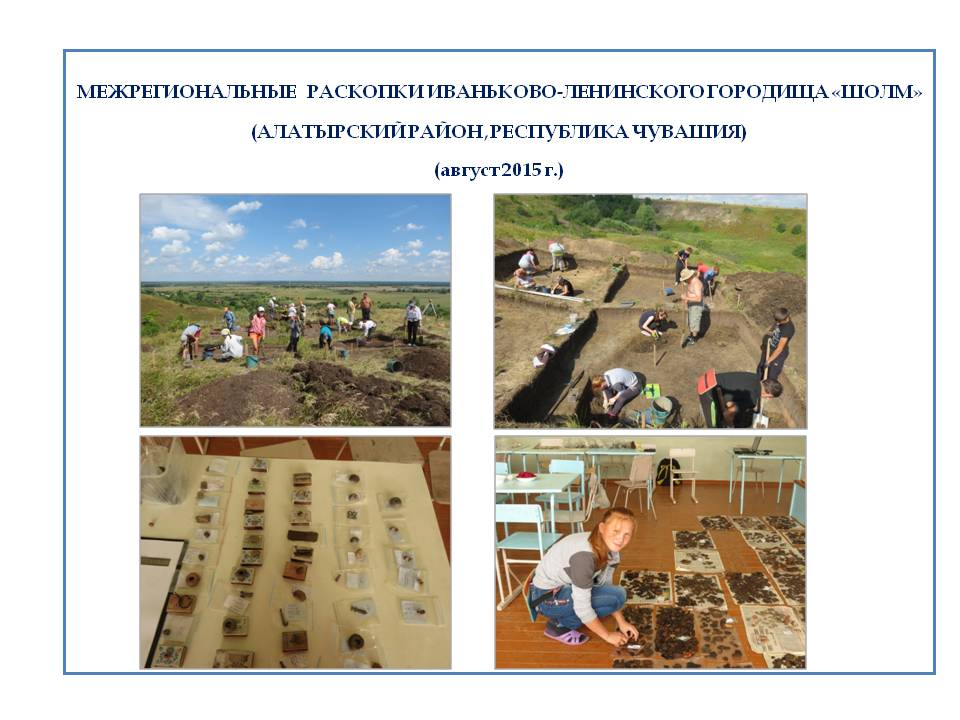 МЕЖРЕГИОНАЛЬНЫЕ РАСКОПКИ ИВАНЬКОВО-ЛЕНИНСКОГО ГОРОДИЩА «ШОЛМ»
(АЛАТЫРСКИЙ РАЙОН, РЕСПУБЛИКА ЧУВАШИЯ)
(август 2015 г.)